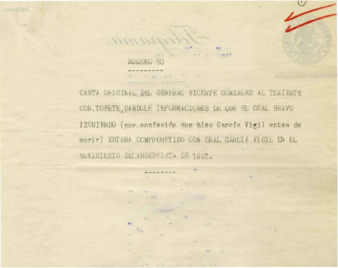 NUMERO 80
CARTA ORIGINAL DEL GENERAL VICENTE GONZALEZ AL TENIENTE
COR. TOPETE, DANDOLE INFORMACIONES DE QUE EL GRAL BRAVO
IZQUIERDO (por confesión que hizo García Vigil antes de
morir) ESTABA COMPROMETIDO CON GRAL GARCIA VIGIL EN EL
MOVIMIENTO DELAHUERTISTA DE 1923.